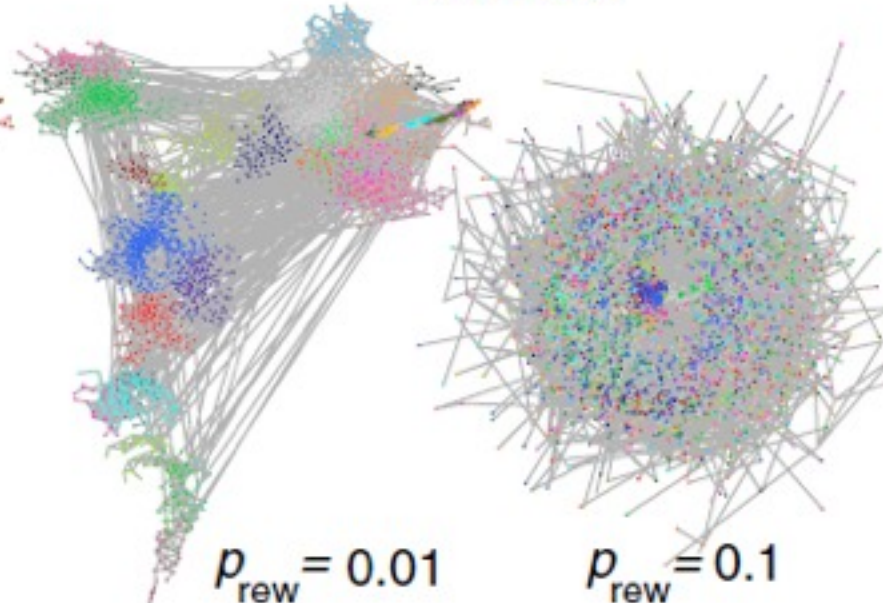 p_rew = 0.01
p_rew = 0.1